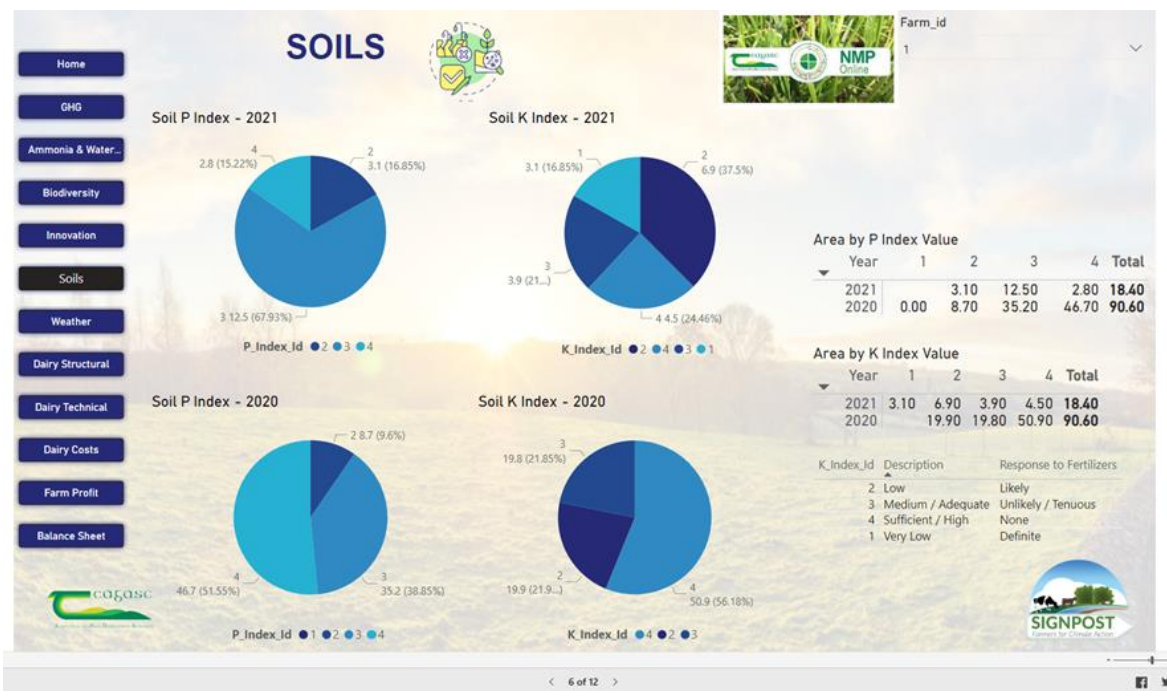 SOILS
Teagasc
NMP
Online
Farm_id
1
Home
GHG
Ammonia & Water...
Biodiversity
Innovation
Soils
Weather
Dairy Structural
Dairy Technical
Dairy Costs
Farm Profit
Balance Sheet
Soil P Index - 2021
4
2.8 (15.22%)
2
3.1 (16.85%)
3 12.5 (67.93%)
P_Index_Id 2 3 4
Soil K Index - 2021
1
3.1 (16.85%)
2
6.9 (37.5%)
3
3.9 (21...)
4 4.5 (24.46%)
K_Index_Id 2 4 3 1
Soil P Index - 2020
2 8.7 (9.6%)
4
46.7 (51.55%)
3
35.2 (38.85%)
P_Index_Id 1 2 3 4
Soil K Index - 2020
3
19.8 (21.85%)
2
19.9 (21.9...)
4
50.9 (56.18%)
K_Index_Id 4 2 3
Area by P Index Value
Year 1 2 3 4 Total
2021 3.10 12.50 2.80 18.40
2020 0.00 8.70 35.20 46.70 90.60
Area by K Index Value
Year 1 2 3 4 Total
2021 3.10 6.90 3.90 4.50 18.40
2020 19.90 19.80 50.90 90.60
K_Index_Id Description Response to Fertilizers
2 Low Likely
3 Medium / Adequate Unlikely / Tenuous
4 Sufficient / High None
1 Very Low Definite
Teagasc
SIGNPOST
Farmers for Climate Action
6 of 12